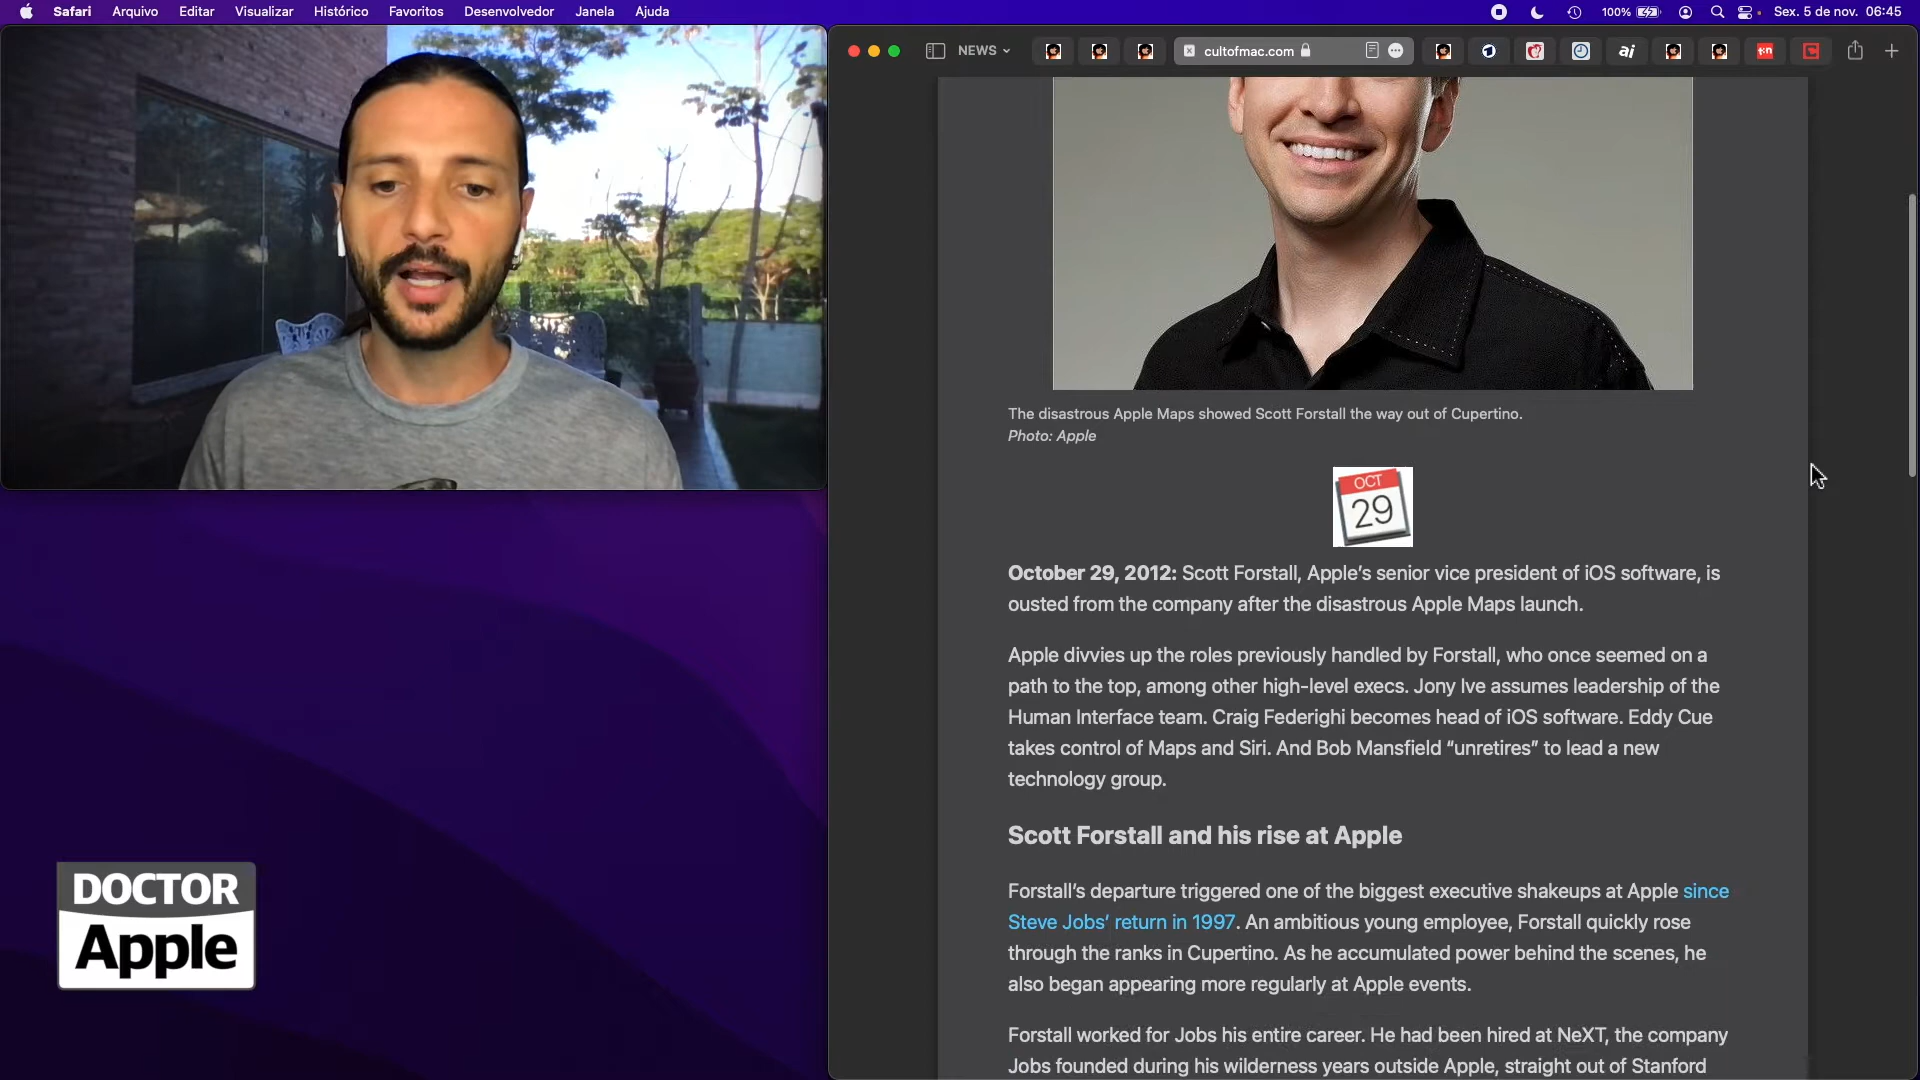 Safari Arquivo Editar Visualizar Histórico Favoritos Desenvolvedor Janela Ajuda
100% Sex. 5 de nov. 06:45
NEWS cultofmac.com ai tn
The disastrous Apple Maps showed Scott Forstall the way out of Cupertino.
Photo: Apple
OCT
29
October 29, 2012: Scott Forstall, Apple’s senior vice president of iOS software, is
ousted from the company after the disastrous Apple Maps launch.
Apple divvies up the roles previously handled by Forstall, who once seemed on a
path to the top, among other high-level execs. Jony Ive assumes leadership of the
Human Interface team. Craig Federighi becomes head of iOS software. Eddy Cue
takes control of Maps and Siri. And Bob Mansfield “unretires” to lead a new
technology group.
Scott Forstall and his rise at Apple
Forstall’s departure triggered one of the biggest executive shakeups at Apple since
Steve Jobs’ return in 1997. An ambitious young employee, Forstall quickly rose
through the ranks in Cupertino. As he accumulated power behind the scenes, he
also began appearing more regularly at Apple events.
Forstall worked for Jobs his entire career. He had been hired at NeXT, the company
Jobs founded during his wilderness years outside Apple, straight out of Stanford
DOCTOR
Apple